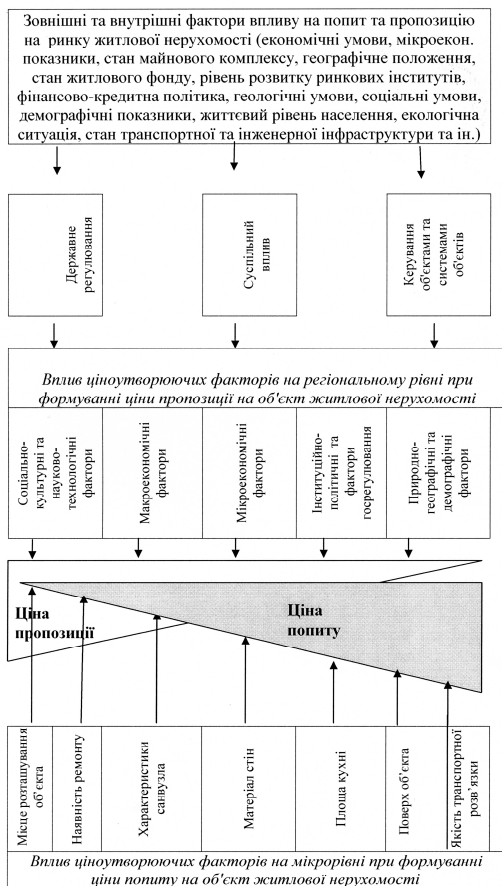 Зовнішні та внутрішні фактори впливу на попит та пропозицію
на ринку житлової нерухомості (економічні умови, мікроекон.
показники, стан майнового комплексу, географічне положення,
стан житлового фонду, рівень розвитку ринкових інститутів,
фінансово-кредитна політика, геологічні умови, соціальні умови,
демографічні показники, життєвий рівень населення, екологічна
ситуація, стан транспортної та інженерної інфраструктури та ін.)
Державне
регулювання
Суспільний
вплив
Керування
об'єктами та
системами
об'єктів
Вплив ціноутворюючих факторів на регіональному рівні при
формуванні ціни пропозиції на об'єкт житлової нерухомості
Соціально-
культурні та
науково-
технологічні
фактори
Макроекономічні
фактори
Мікроекономічні
фактори
Інституційно-
політичні та
фактори
госрегулювання
Природно-
географічні та
демографічні
фактори
Ціна
пропозиції
Ціна
попиту
Місце розташування
об'єкта
Наявність ремонту
Характеристики
санвузла
Матеріал стін
Площа кухні
Поверх об'єкта
Якість транспортної
розв'язки
Вплив ціноутворюючих факторів на мікрорівні при формуванні
ціни попиту на об'єкт житлової нерухомості